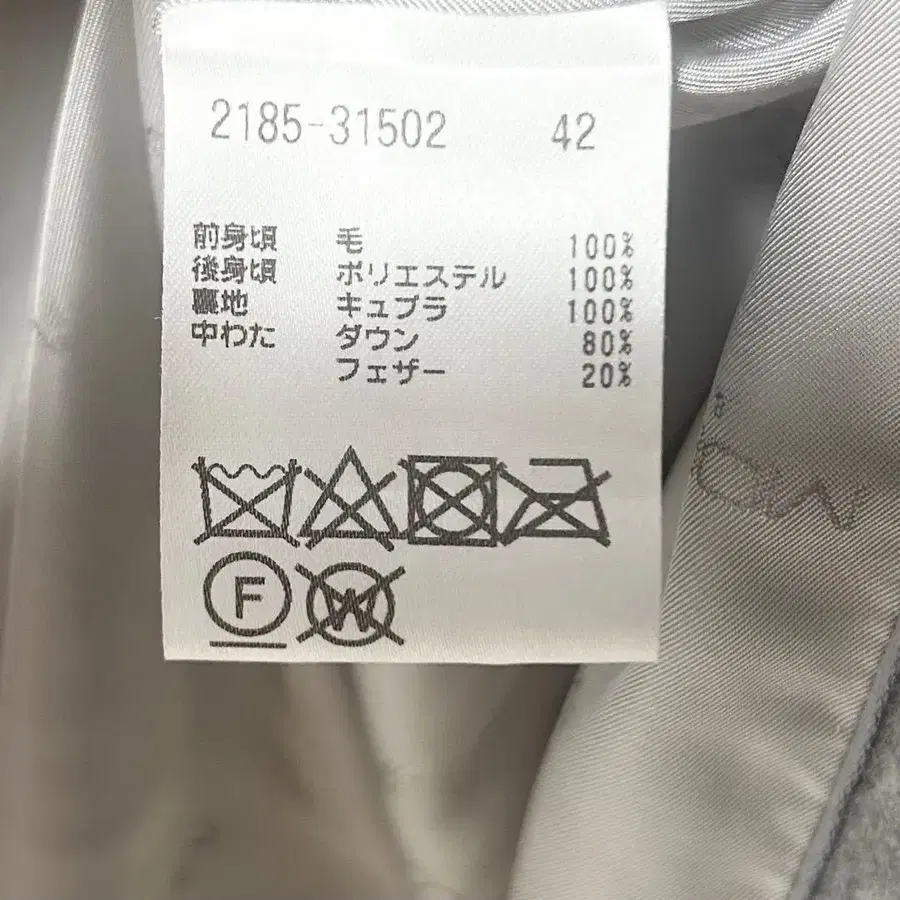 2185-31502 42
前身頃 毛 100%
後身頃 ポリエステル 100%
裏地 キュプラ 100%
中わた ダウン 80%
フェザー 20%
F W